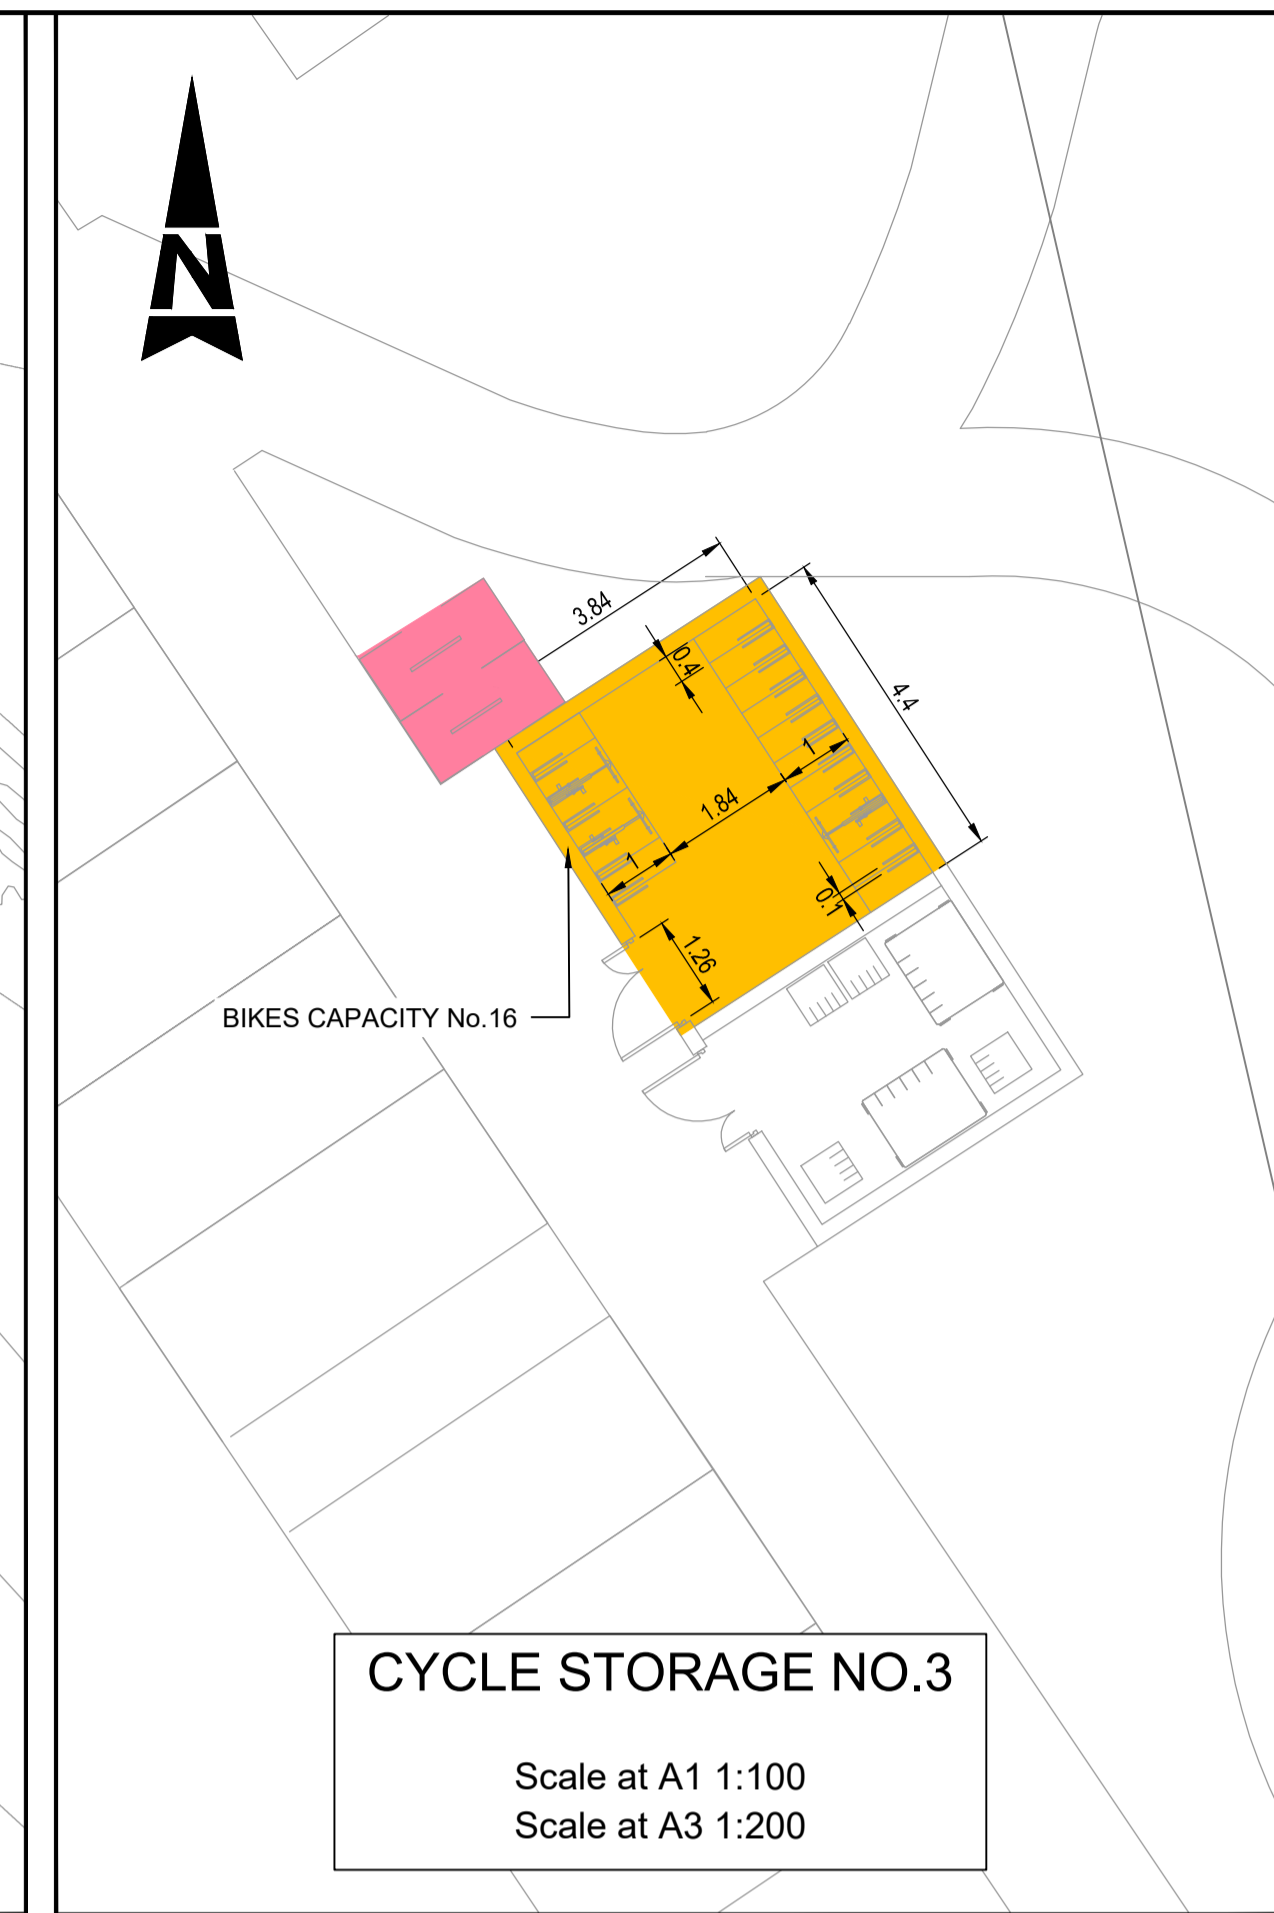 N
3.84
0.4
4.4
1
1.84
1
0.1
1.26
BIKES CAPACITY No.16
CYCLE STORAGE NO.3
Scale at A1 1:100
Scale at A3 1:200